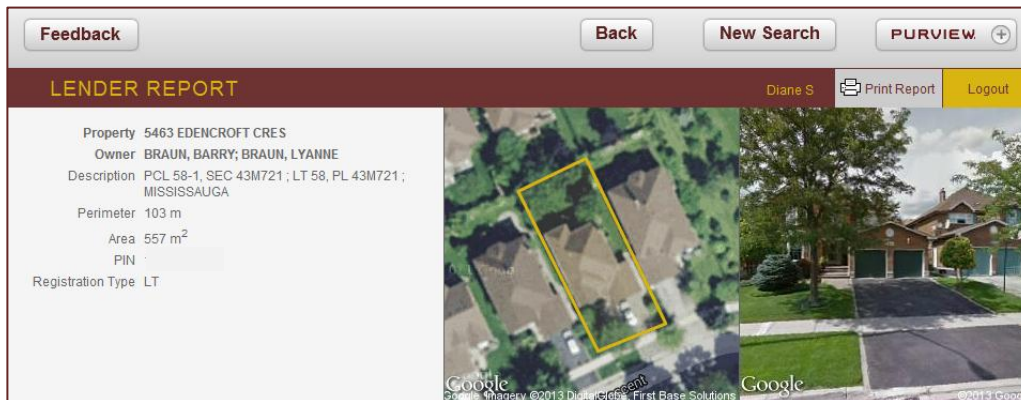 Feedback
Back
New Search
PURVIEW
LENDER REPORT
Diane S
Print Report
Logout
Property 5463 EDENCROFT CRES
Owner BRAUN, BARRY; BRAUN, LYANNE
Description PCL 58-1, SEC 43M721 ; LT 58, PL 43M721 ;
MISSISSAUGA
Perimeter 103 m
Area 557 m²
PIN
Registration Type LT
Google
Google Imagery ©2013 DigitalGlobe, First Base Solutions
Google
©2013 Goog